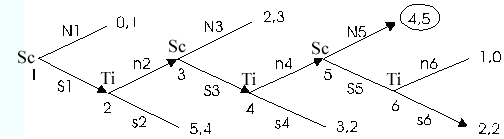 N1 0,1
Sc
1
S1
Ti
2
n2
s2
5,4
Sc
3
N3 2,3
S3
Ti
4
n4
s4
3,2
Sc
5
N5
4,5
S5
Ti
6
n6
1,0
s6
2,2